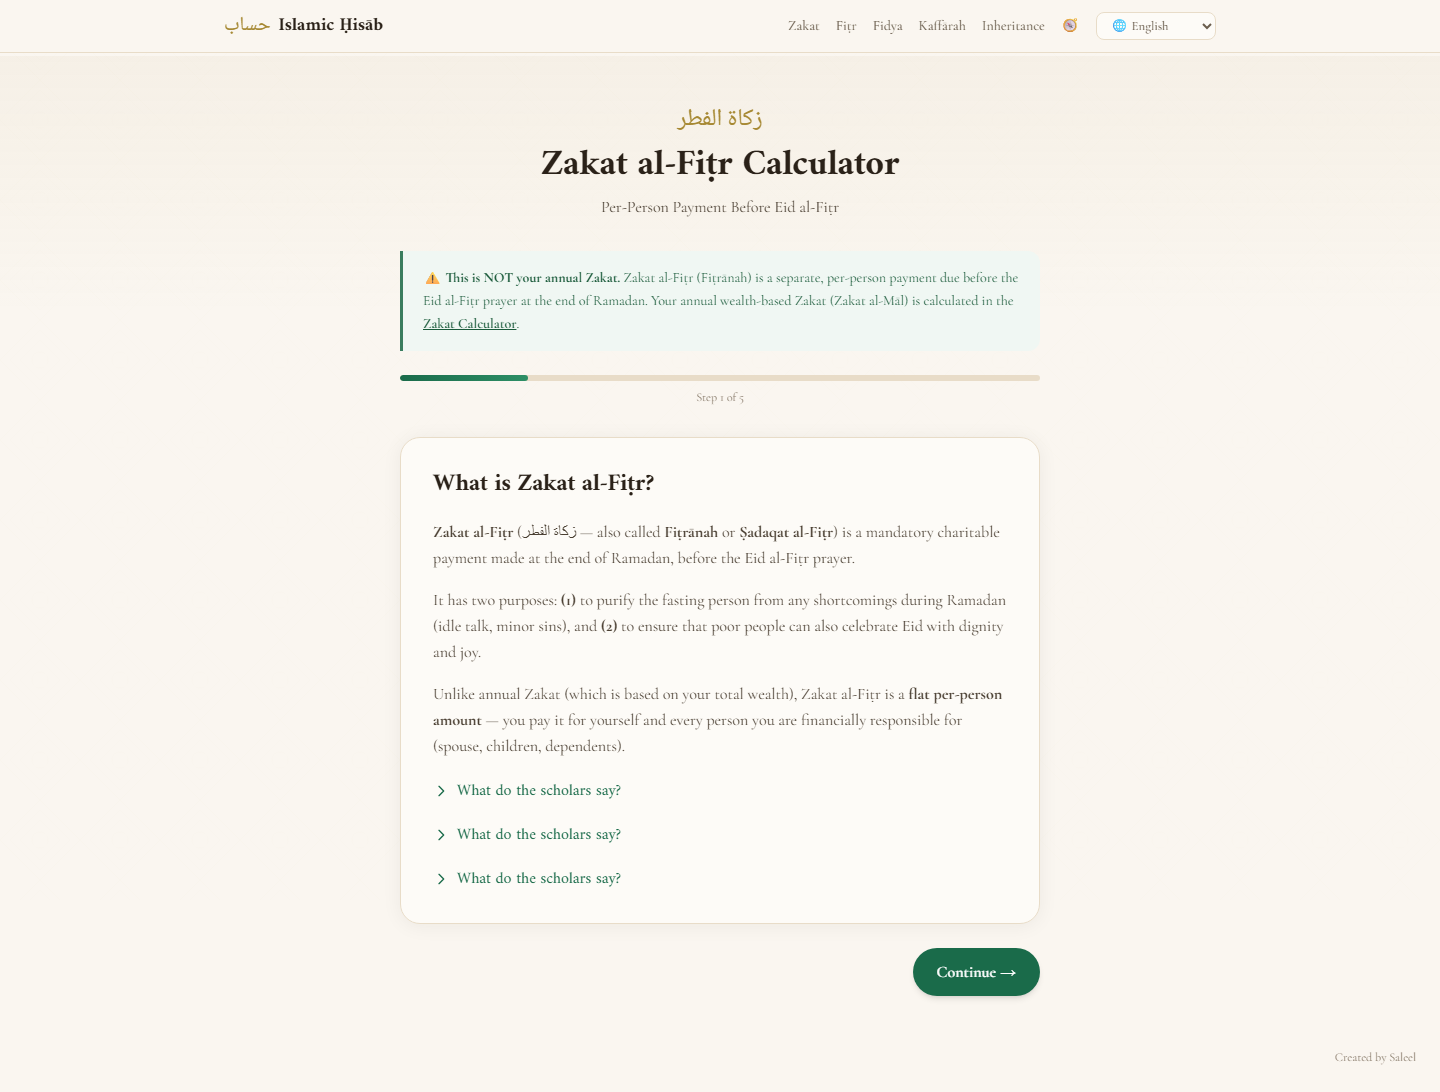 حساب Islamic Ḥisāb
Zakat Fiṭr Fidya Kaffārah Inheritance English
زكاة الفطر
Zakat al-Fiṭr Calculator
Per-Person Payment Before Eid al-Fiṭr
This is NOT your annual Zakat. Zakat al-Fiṭr (Fiṭrānah) is a separate, per-person payment due before the
Eid al-Fiṭr prayer at the end of Ramadan. Your annual wealth-based Zakat (Zakat al-Māl) is calculated in the
Zakat Calculator.
Step 1 of 5
What is Zakat al-Fiṭr?
Zakat al-Fiṭr (زكاة الفطر — also called Fiṭrānah or Ṣadaqat al-Fiṭr) is a mandatory charitable
payment made at the end of Ramadan, before the Eid al-Fiṭr prayer.
It has two purposes: (1) to purify the fasting person from any shortcomings during Ramadan
(idle talk, minor sins), and (2) to ensure that poor people can also celebrate Eid with dignity
and joy.
Unlike annual Zakat (which is based on your total wealth), Zakat al-Fiṭr is a flat per-person
amount — you pay it for yourself and every person you are financially responsible for
(spouse, children, dependents).
What do the scholars say?
What do the scholars say?
What do the scholars say?
Continue →
Created by Saleel